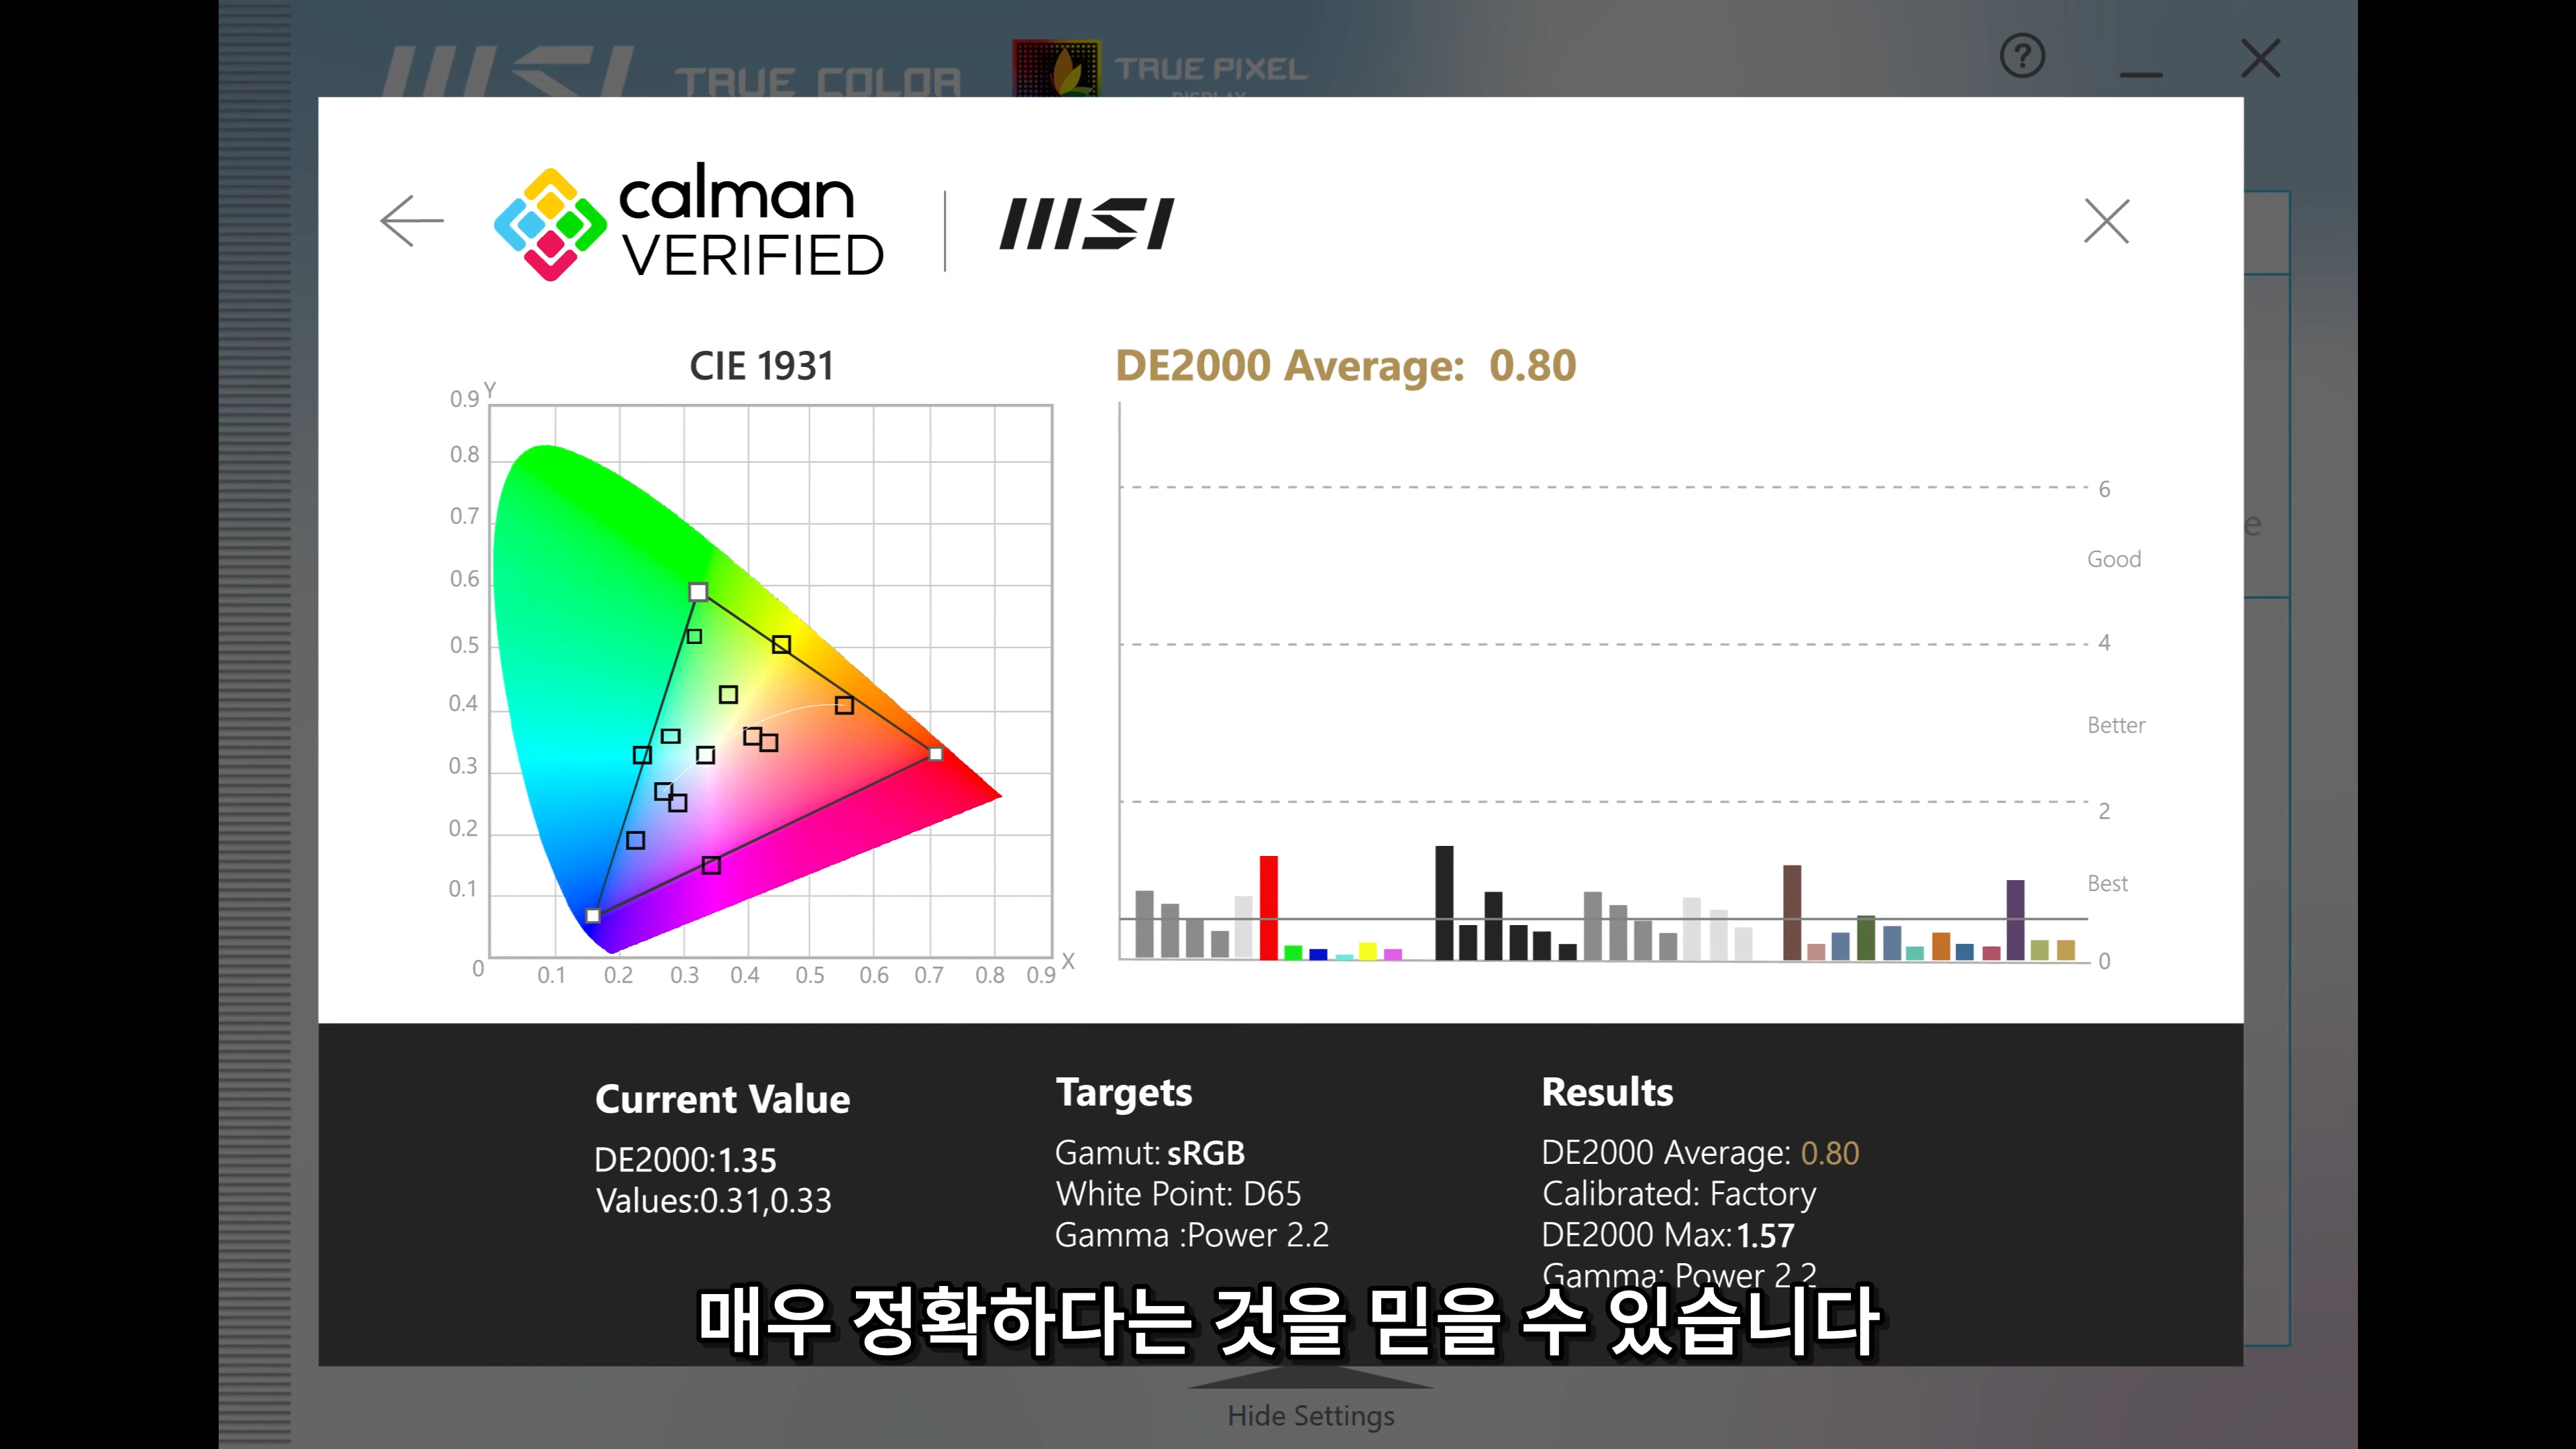 msi TRUE COLOR TRUE PIXEL
DISPLAY
calman
VERIFIED
msi
CIE 1931
DE2000 Average: 0.80
Y
0.9
0.8
0.7
0.6
0.5
0.4
0.3
0.2
0.1
0
0.1 0.2 0.3 0.4 0.5 0.6 0.7 0.8 0.9 X
6
Good
4
Better
2
Best
0
e
Current Value
DE2000:1.35
Values:0.31,0.33
Targets
Gamut: sRGB
White Point: D65
Gamma :Power 2.2
Results
DE2000 Average: 0.80
Calibrated: Factory
DE2000 Max:1.57
Gamma: Power 2.2
매우 정확하다는 것을 믿을 수 있습니다
Hide Settings